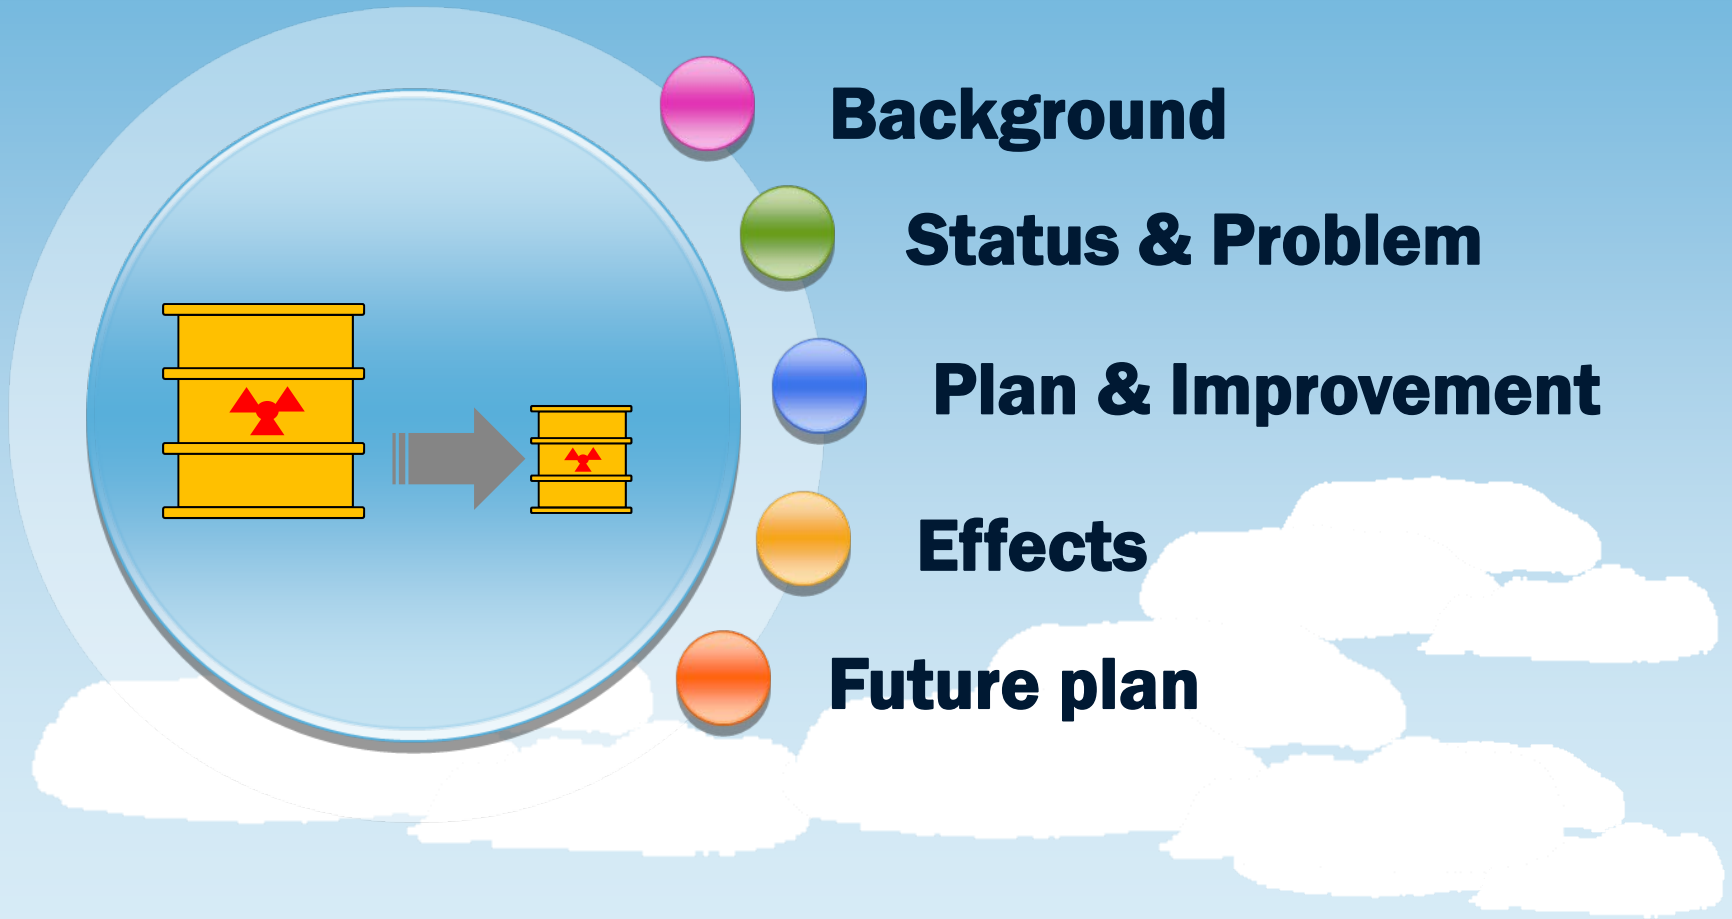 Background
Status & Problem
Plan & Improvement
Effects
Future plan